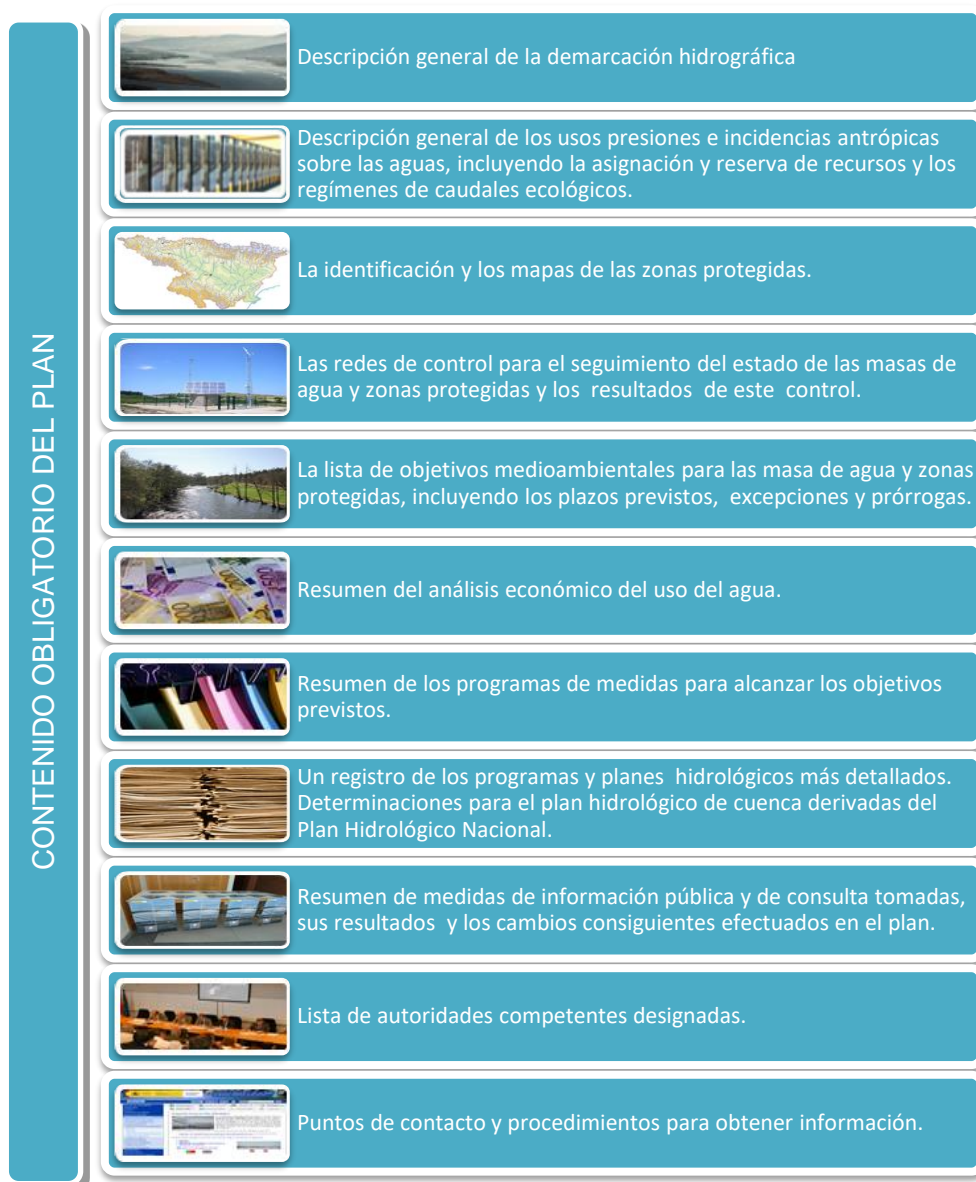 CONTENIDO OBLIGATORIO DEL PLAN
Descripción general de la demarcación hidrográfica
Descripción general de los usos presiones e incidencias antrópicas
sobre las aguas, incluyendo la asignación y reserva de recursos y los
regímenes de caudales ecológicos.
La identificación y los mapas de las zonas protegidas.
Las redes de control para el seguimiento del estado de las masas de
agua y zonas protegidas y los resultados de este control.
La lista de objetivos medioambientales para las masa de agua y zonas
protegidas, incluyendo los plazos previstos, excepciones y prórrogas.
Resumen del análisis económico del uso del agua.
Resumen de los programas de medidas para alcanzar los objetivos
previstos.
Un registro de los programas y planes hidrológicos más detallados.
Determinaciones para el plan hidrológico de cuenca derivadas del
Plan Hidrológico Nacional.
Resumen de medidas de información pública y de consulta tomadas,
sus resultados y los cambios consiguientes efectuados en el plan.
Lista de autoridades competentes designadas.
Puntos de contacto y procedimientos para obtener información.